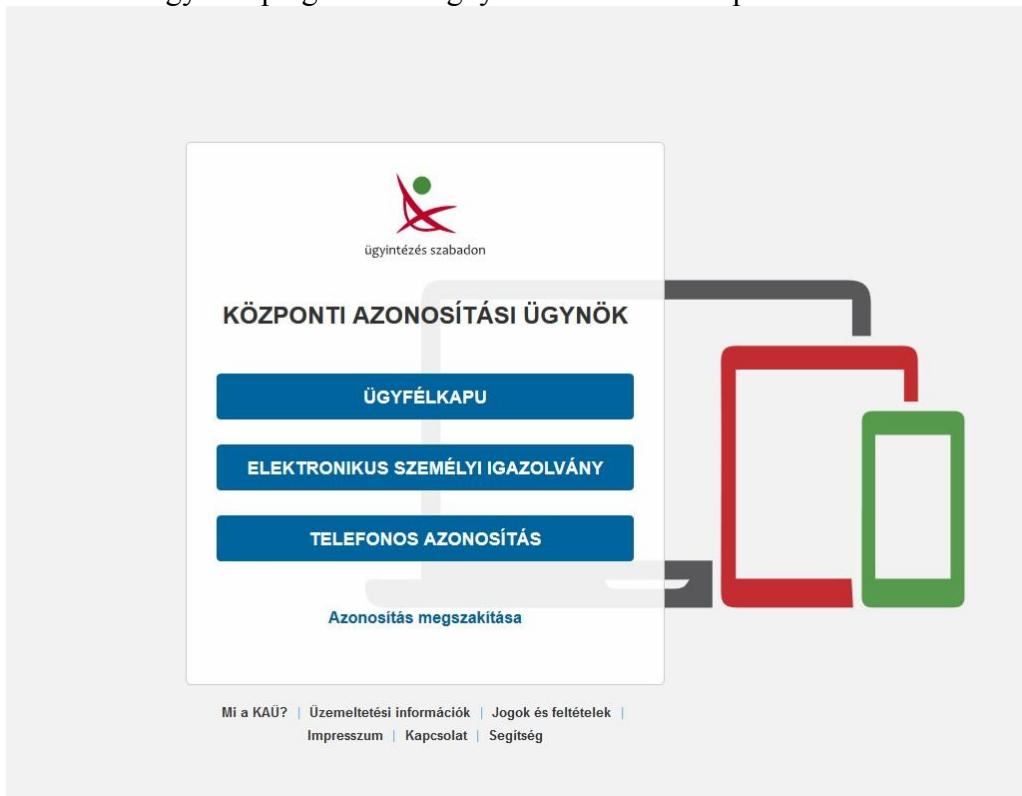 ügyintézés szabadon
KÖZPONTI AZONOSÍTÁSI ÜGYNÖK
ÜGYFÉLKAPU
ELEKTRONIKUS SZEMÉLYI IGAZOLVÁNY
TELEFONOS AZONOSÍTÁS
Azonosítás megszakítása
Mi a KAÜ? | Üzemeltetési információk | Jogok és feltételek |
Impresszum | Kapcsolat | Segítség